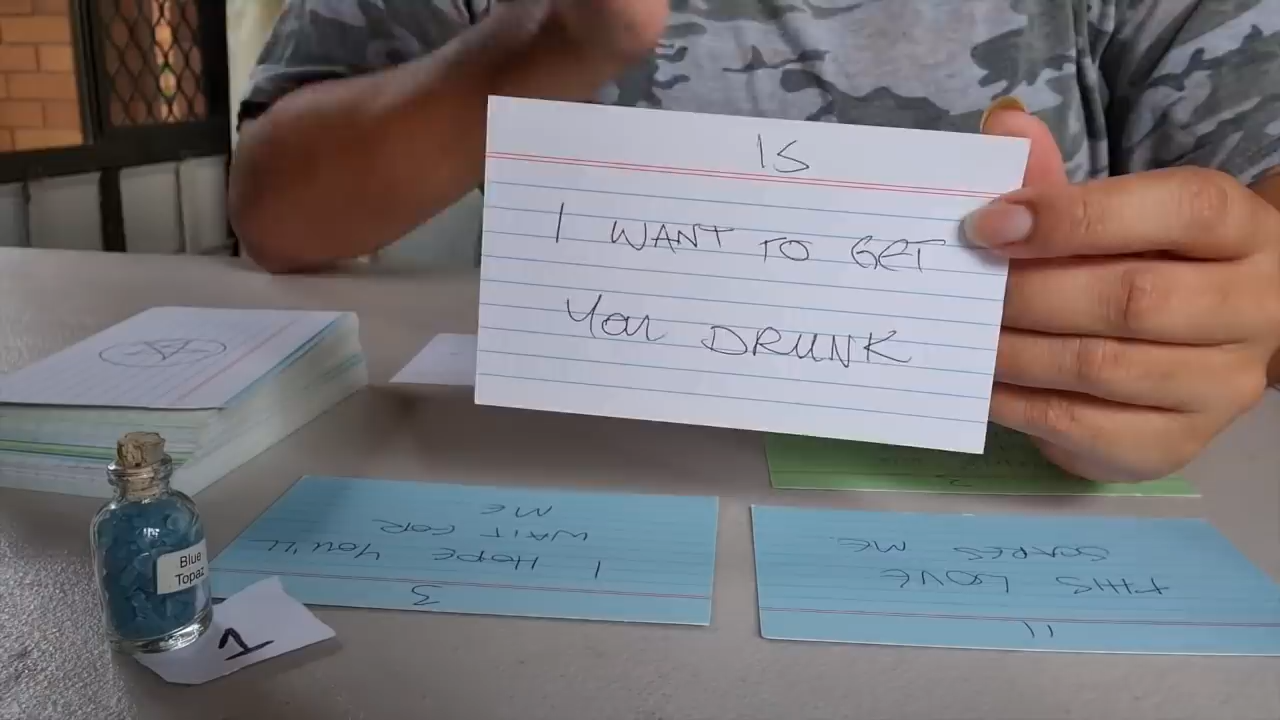 15
I WANT TO GET
YOU DRUNK
3
I HOPE YOU'LL
WAIT FOR
ME
11
THIS LOVE
SCARES ME.
Blue
Topaz
1